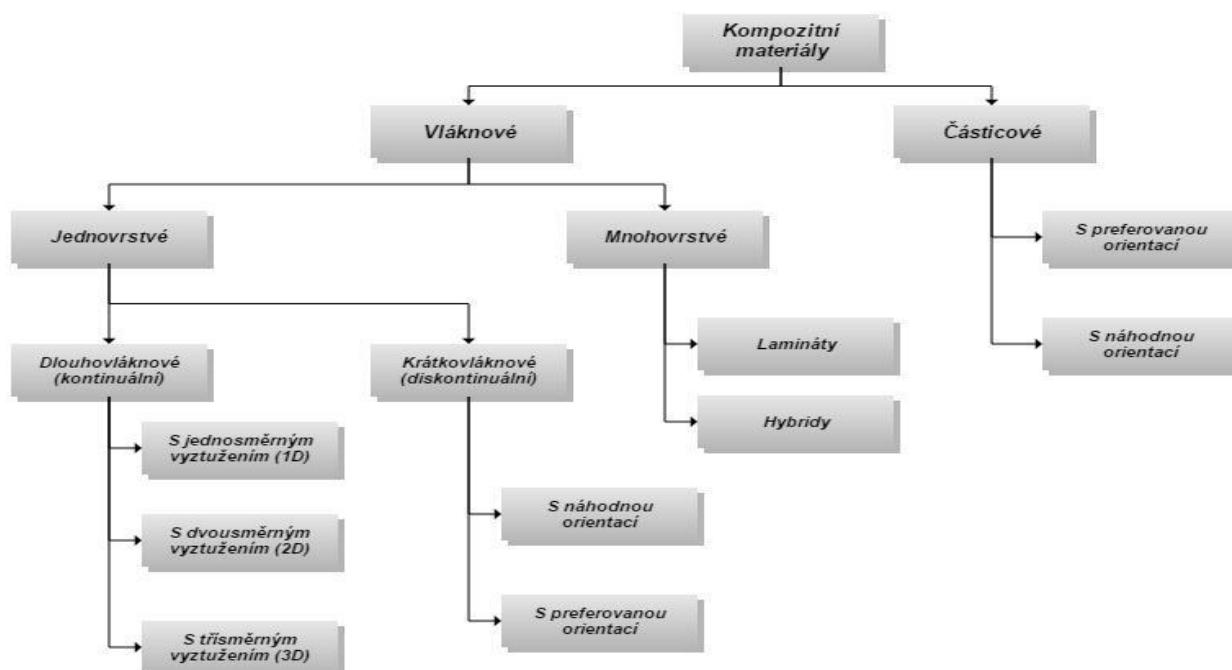 Kompozitní
materiály
Vláknové
Částicové
Jednovrstvé
Mnohovrstvé
S preferovanou
orientací
Dlouhovláknové
(kontinuální)
Krátkovláknové
(diskontinuální)
Lamináty
S náhodnou
orientací
Hybridy
S jednosměrným
vyztužením (1D)
S náhodnou
orientací
S dvousměrným
vyztužením (2D)
S preferovanou
orientací
S třísměrným
vyztužením (3D)